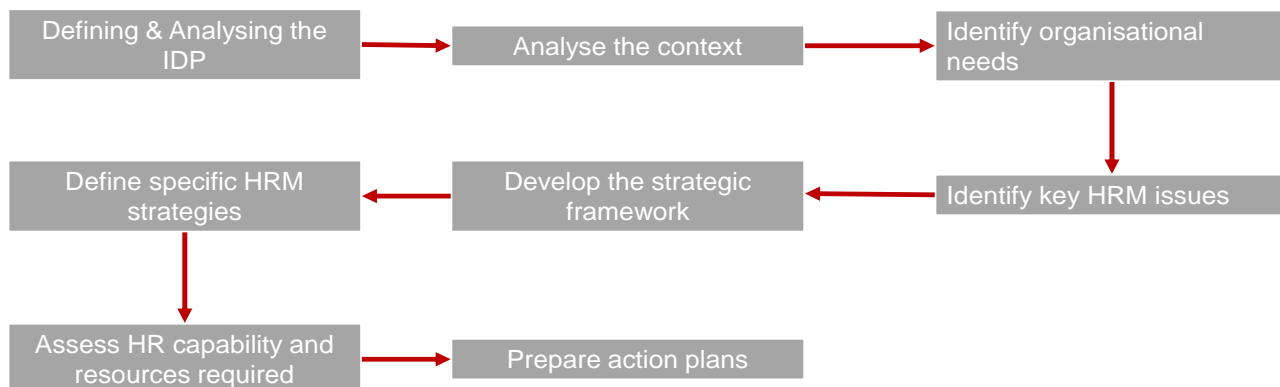 Defining & Analysing the
IDP
Analyse the context
Identify organisational
needs
Identify key HRM issues
Develop the strategic
framework
Define specific HRM
strategies
Assess HR capability and
resources required
Prepare action plans